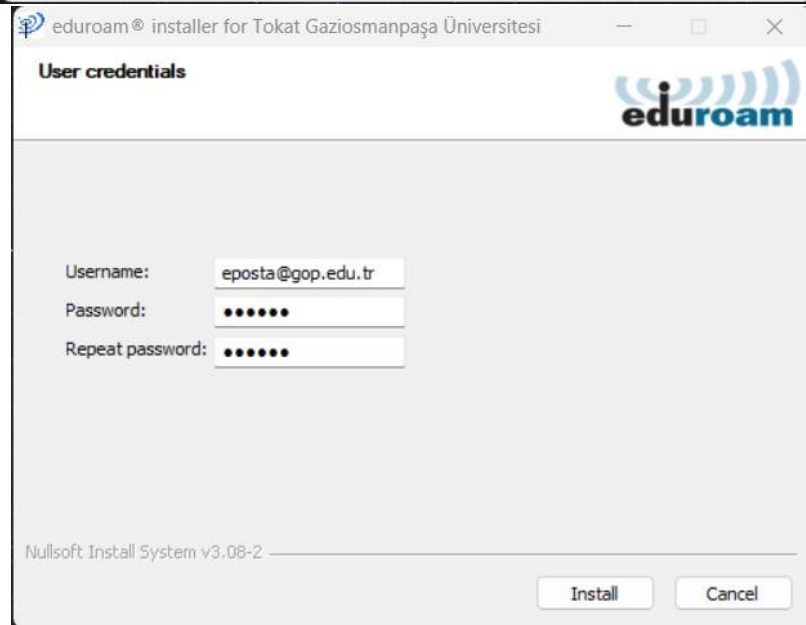 eduroam® installer for Tokat Gaziosmanpaşa Üniversitesi
User credentials
eduroam
Username: eposta@gop.edu.tr
Password: ●●●●●●
Repeat password: ●●●●●●
Nullsoft Install System v3.08-2
Install Cancel